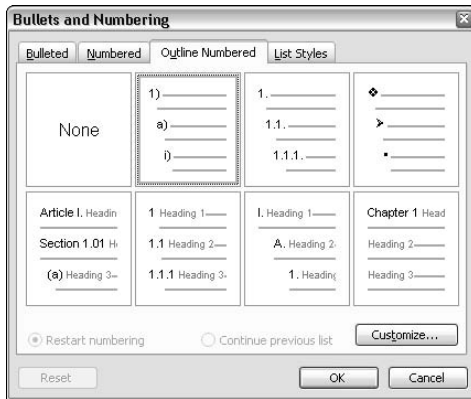 Bullets and Numbering
Bulleted Numbered Outline Numbered List Styles
None
1)
a)
i)
1.
1.1.
1.1.1.
Article I. Headin
Section 1.01 H
(a) Heading 3
1 Heading 1
1.1 Heading 2
1.1.1 Heading 3
I. Heading 1
A. Heading 2
1. Heading
Chapter 1 Head
Heading 2
Heading 3
Restart numbering Continue previous list Customize...
Reset OK Cancel